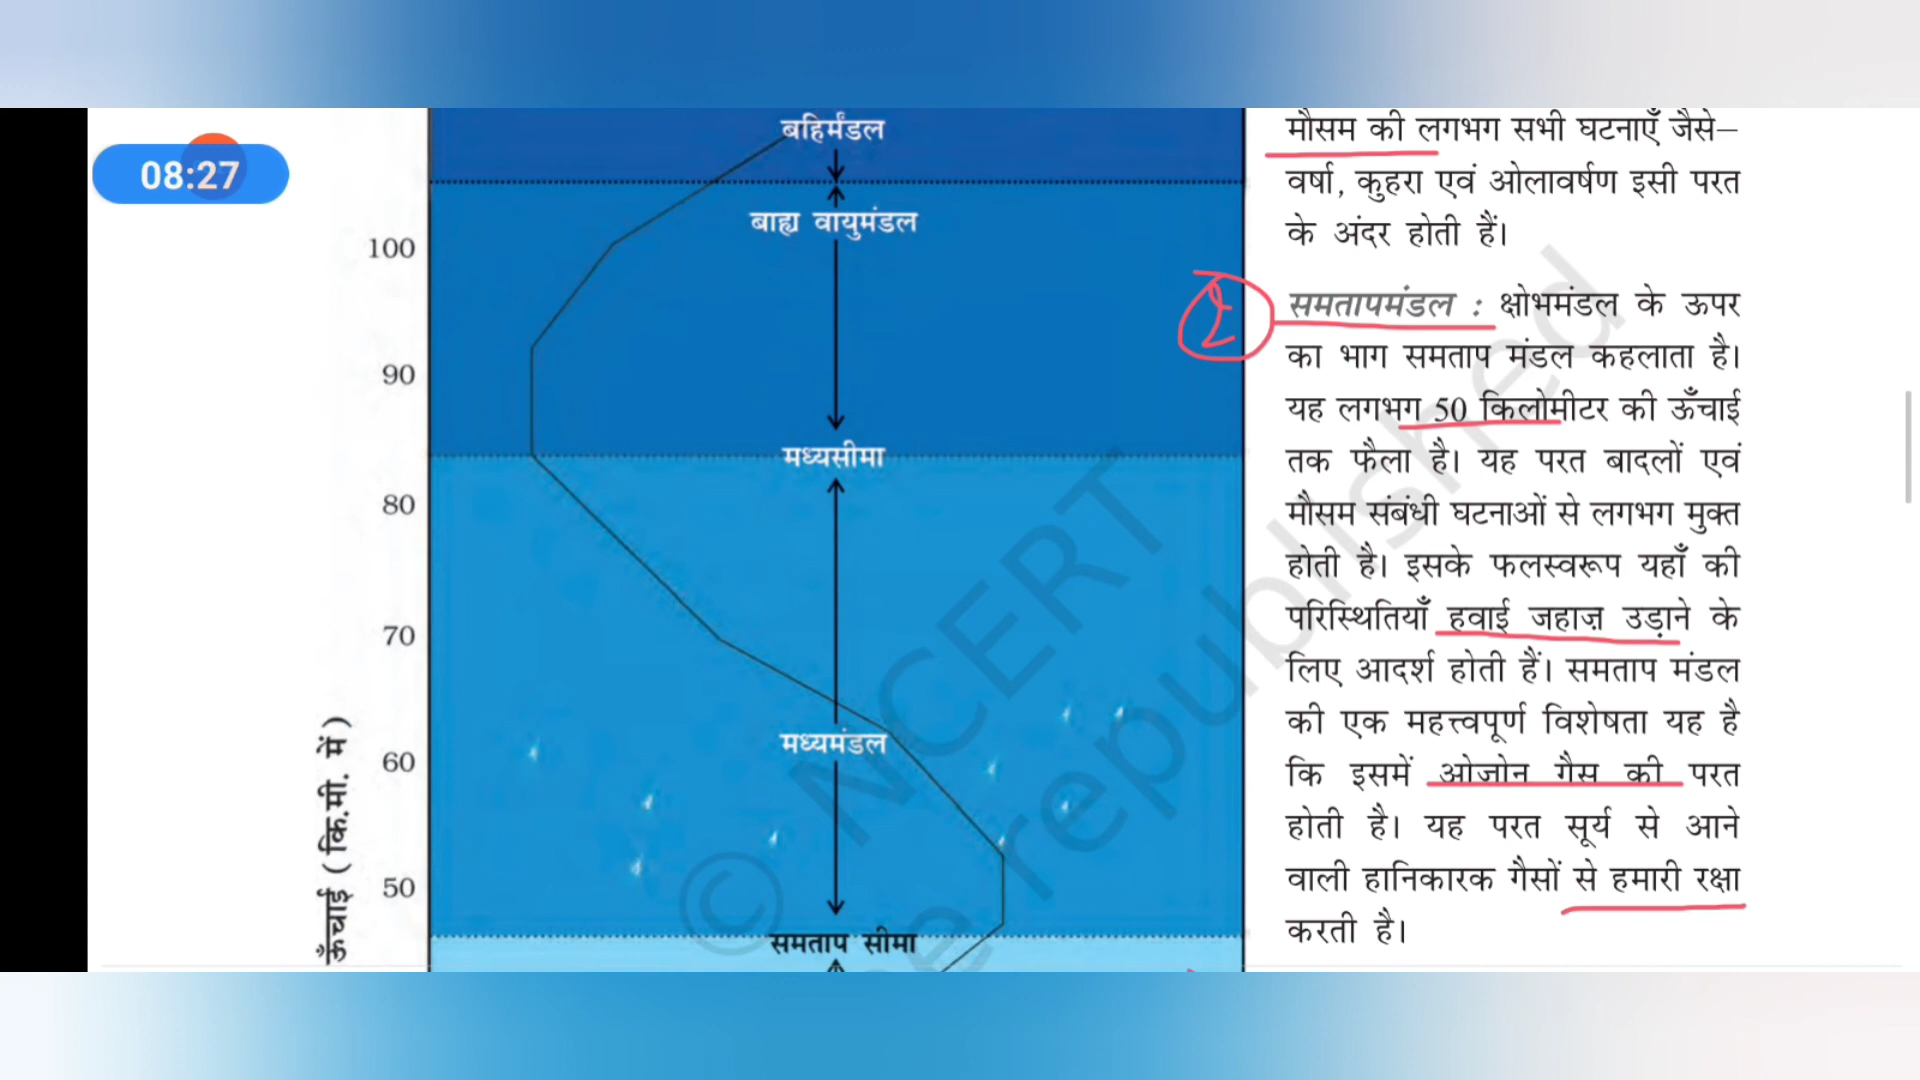 08:27
बहिर्मंडल
बाह्य वायुमंडल
100
90
मध्यसीमा
80
70
मध्यमंडल
60
50
समताप सीमा
ऊँचाई (कि.मी. में)
© NCERT
be republished
मौसम की लगभग सभी घटनाएँ जैसे–
वर्षा, कुहरा एवं ओलावर्षण इसी परत
के अंदर होती हैं।
2
समतापमंडल : क्षोभमंडल के ऊपर
का भाग समताप मंडल कहलाता है।
यह लगभग 50 किलोमीटर की ऊँचाई
तक फैला है। यह परत बादलों एवं
मौसम संबंधी घटनाओं से लगभग मुक्त
होती है। इसके फलस्वरूप यहाँ की
परिस्थितियाँ हवाई जहाज़ उड़ाने के
लिए आदर्श होती हैं। समताप मंडल
की एक महत्त्वपूर्ण विशेषता यह है
कि इसमें ओजोन गैस की परत
होती है। यह परत सूर्य से आने
वाली हानिकारक गैसों से हमारी रक्षा
करती है।